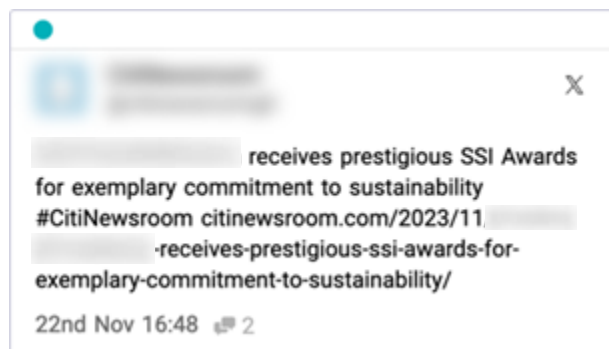 receives prestigious SSI Awards
for exemplary commitment to sustainability
#CitiNewsroom citinewsroom.com/2023/11
-receives-prestigious-ssi-awards-for-
exemplary-commitment-to-sustainability/
22nd Nov 16:48 2